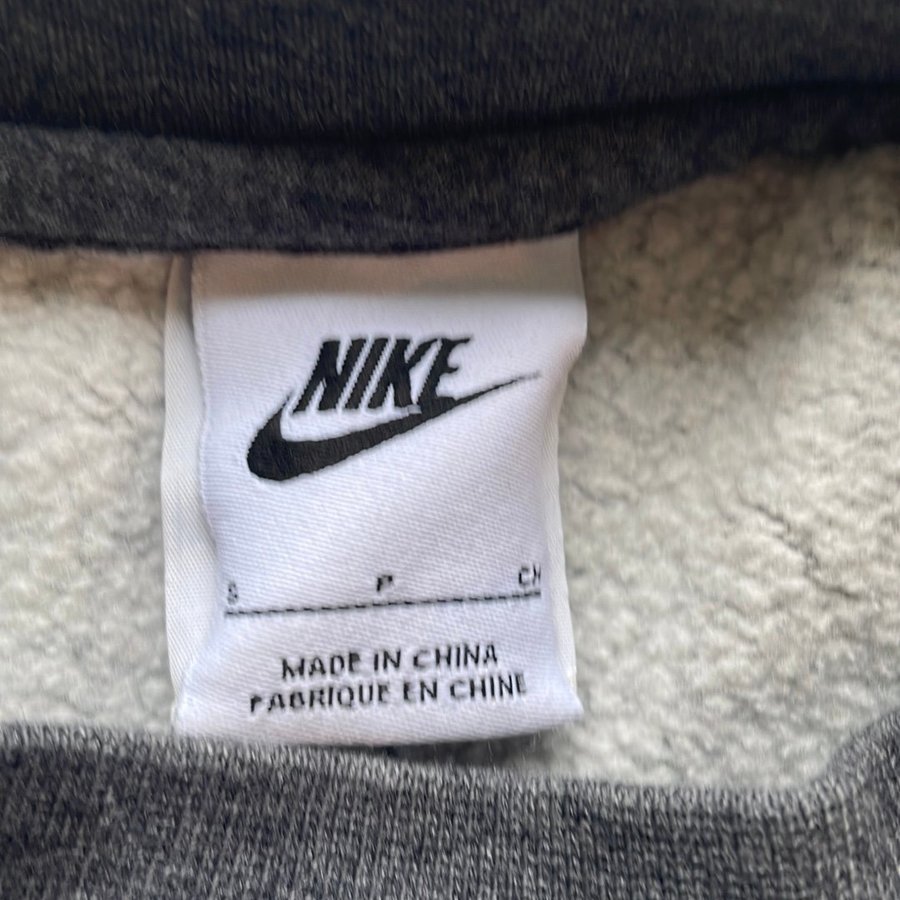 NIKE
S P CH
MADE IN CHINA
FABRIQUE EN CHINE